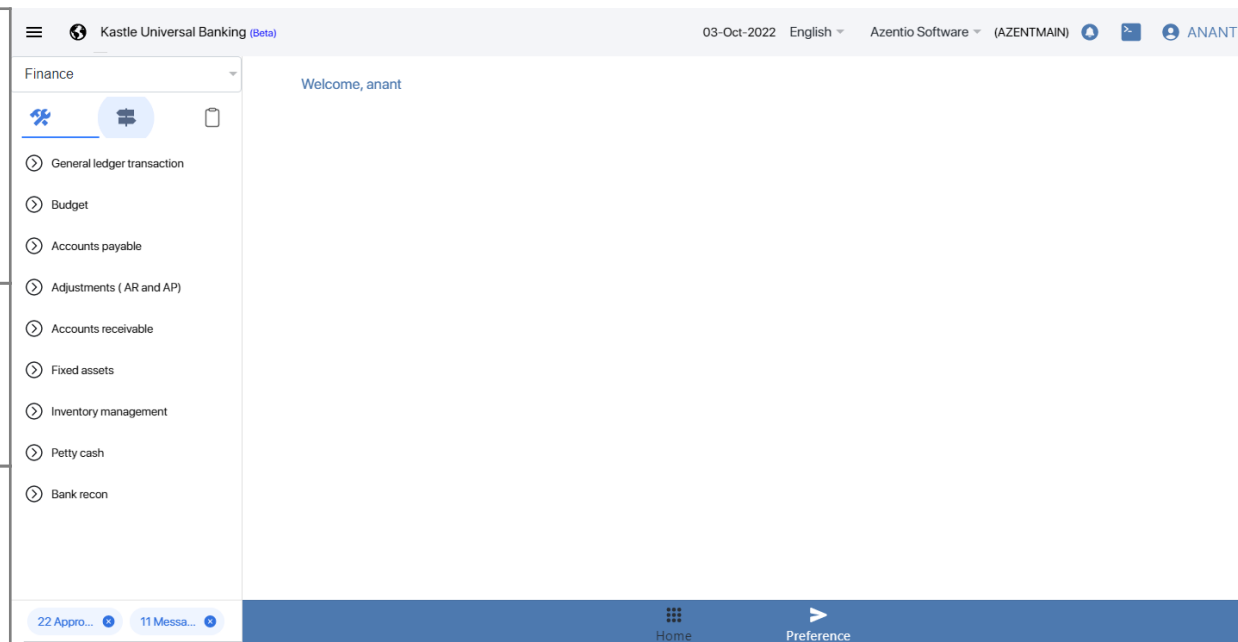 Kastle Universal Banking (Beta)
03-Oct-2022 English Azentio Software (AZENTMAIN) ANANT
Finance
Welcome, anant
General ledger transaction
Budget
Accounts payable
Adjustments ( AR and AP)
Accounts receivable
Fixed assets
Inventory management
Petty cash
Bank recon
22 Appro... 11 Messa...
Home Preference